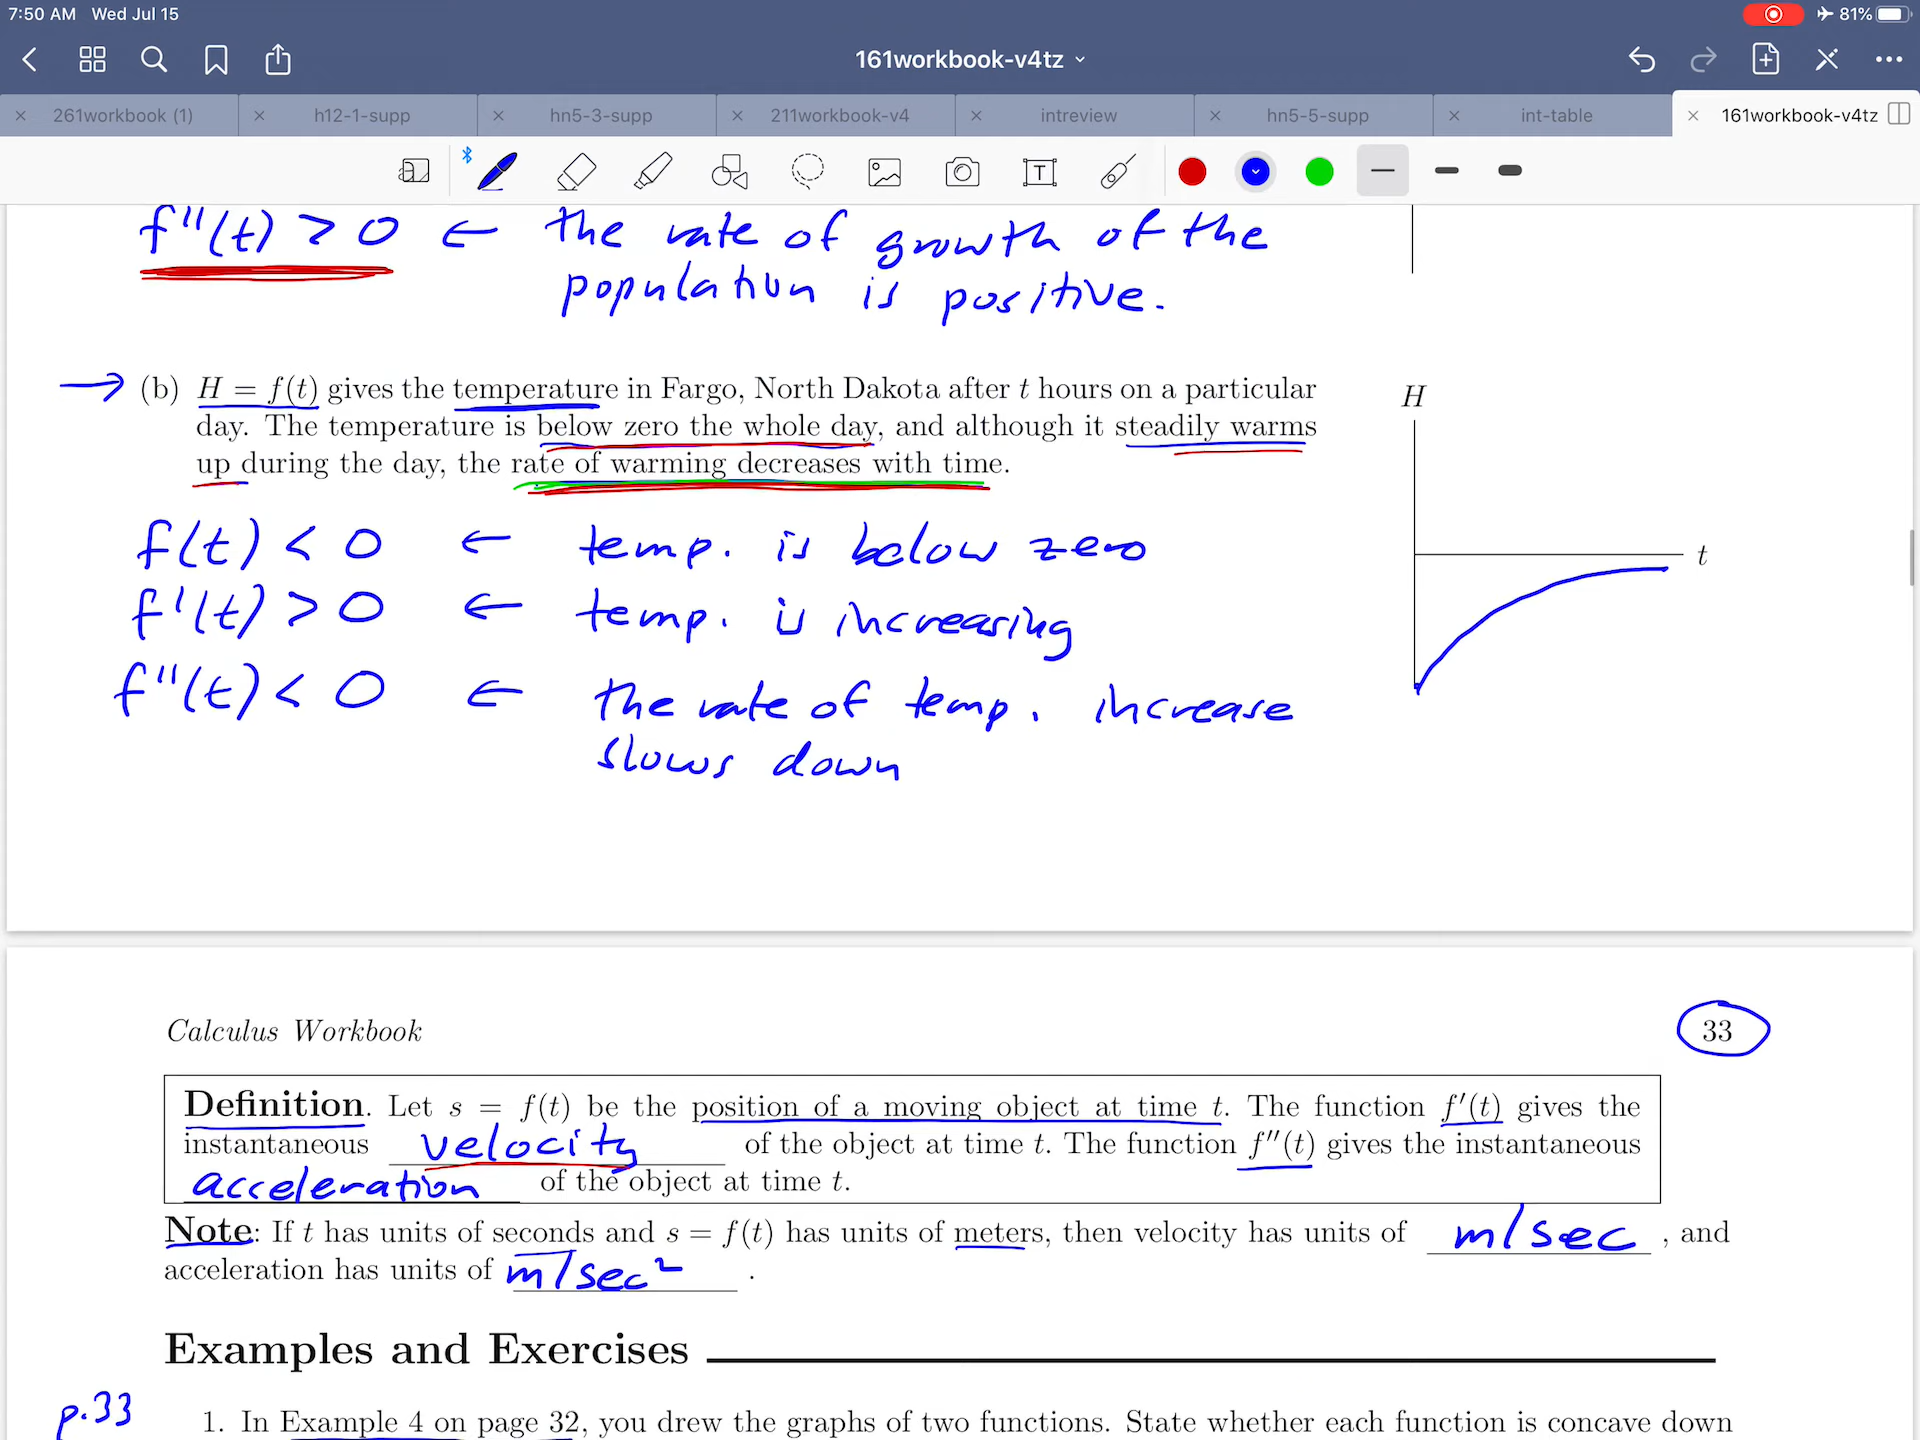 7:50 AM Wed Jul 15
81%
161workbook-v4tz
261workbook (1)
h12-1-supp
hn5-3-supp
211workbook-v4
intreview
hn5-5-supp
int-table
161workbook-v4tz
f''(t) > 0 ← the rate of growth of the
population is positive.
→ (b) H = f(t) gives the temperature in Fargo, North Dakota after t hours on a particular
day. The temperature is below zero the whole day, and although it steadily warms
up during the day, the rate of warming decreases with time.
H
t
f(t) < 0 ← temp. is below zero
f'(t) > 0 ← temp. is increasing
f''(t) < 0 ← the rate of temp. increase
slows down
Calculus Workbook
33
Definition. Let s = f(t) be the position of a moving object at time t. The function f′(t) gives the
instantaneous velocity of the object at time t. The function f″(t) gives the instantaneous
acceleration of the object at time t.
Note: If t has units of seconds and s = f(t) has units of meters, then velocity has units of m/sec, and
acceleration has units of m/sec².
Examples and Exercises
p.33
1. In Example 4 on page 32, you drew the graphs of two functions. State whether each function is concave down